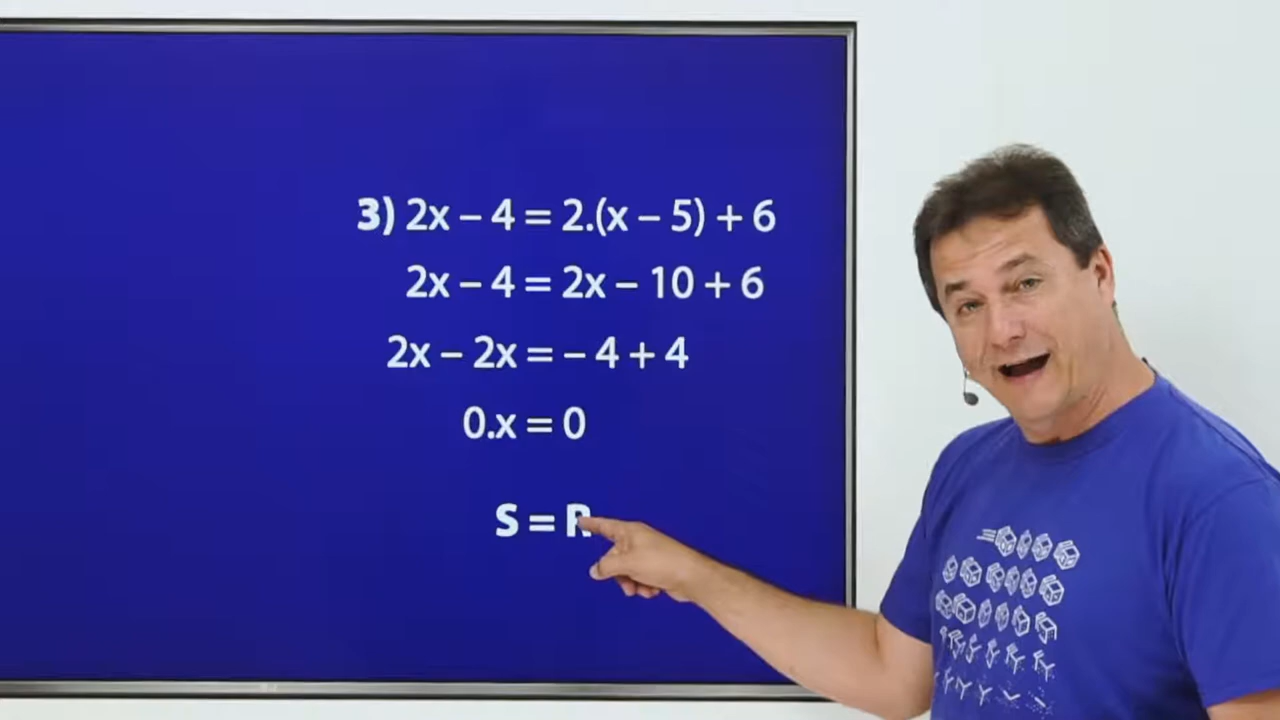 3) 2x – 4 = 2.(x – 5) + 6
2x – 4 = 2x – 10 + 6
2x – 2x = – 4 + 4
0.x = 0
S = R